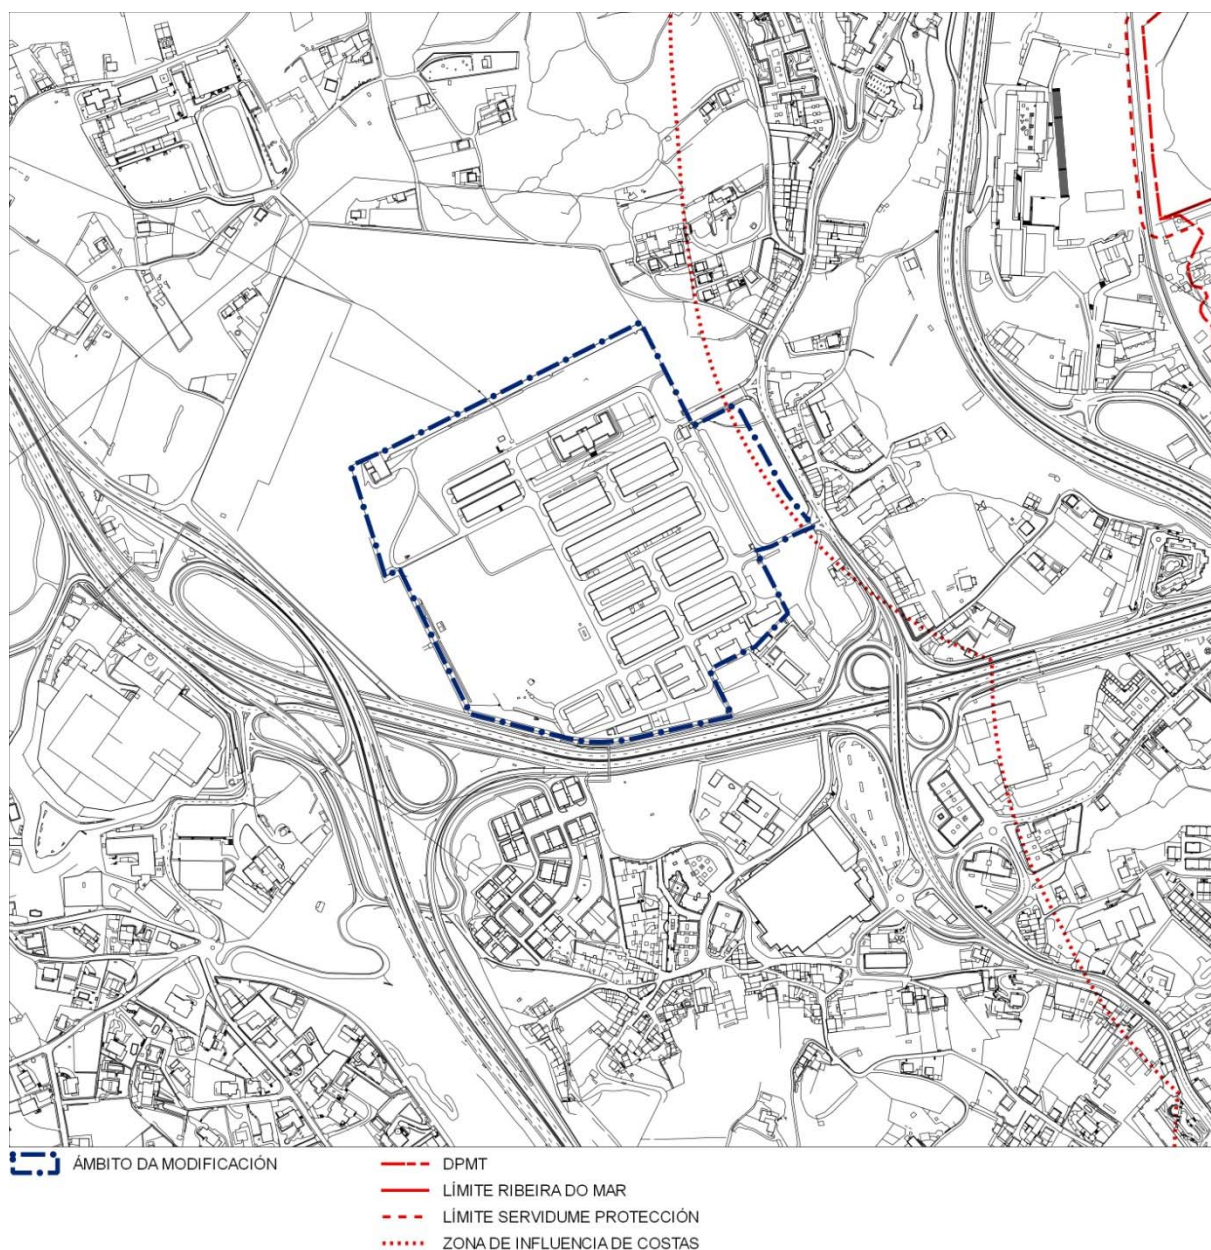 ÁMBITO DA MODIFICACIÓN
DPMT
LÍMITE RIBEIRA DO MAR
LÍMITE SERVIDUME PROTECCIÓN
ZONA DE INFLUENCIA DE COSTAS